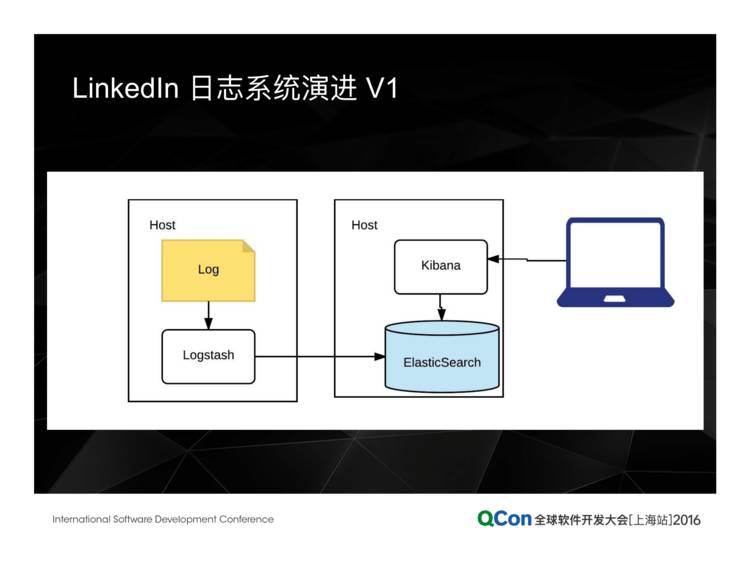 LinkedIn 日志系统演进 V1
Host
Log
Logstash
Host
Kibana
ElasticSearch
International Software Development Conference
QCon 全球软件开发大会[上海站]2016